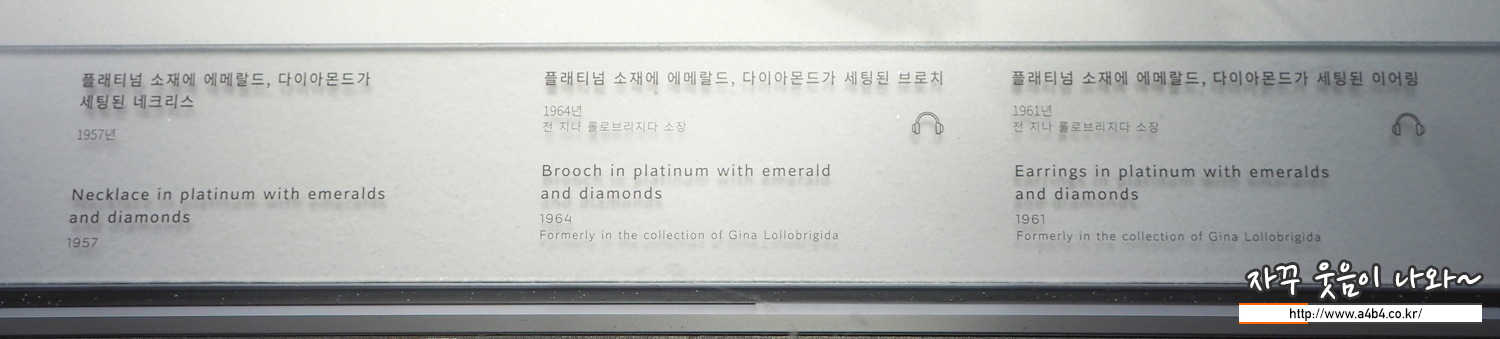 플래티넘 소재에 에메랄드, 다이아몬드가
세팅된 네크리스
1957년
Necklace in platinum with emeralds
and diamonds
1957
플래티넘 소재에 에메랄드, 다이아몬드가 세팅된 브로치
1964년
전 지나 롤로브리지다 소장
Brooch in platinum with emerald
and diamonds
1964
Formerly in the collection of Gina Lollobrigida
플래티넘 소재에 에메랄드, 다이아몬드가 세팅된 이어링
1961년
전 지나 롤로브리지다 소장
Earrings in platinum with emeralds
and diamonds
1961
Formerly in the collection of Gina Lollobrigida
자꾸 웃음이 나와~
http://www.a4b4.co.kr/